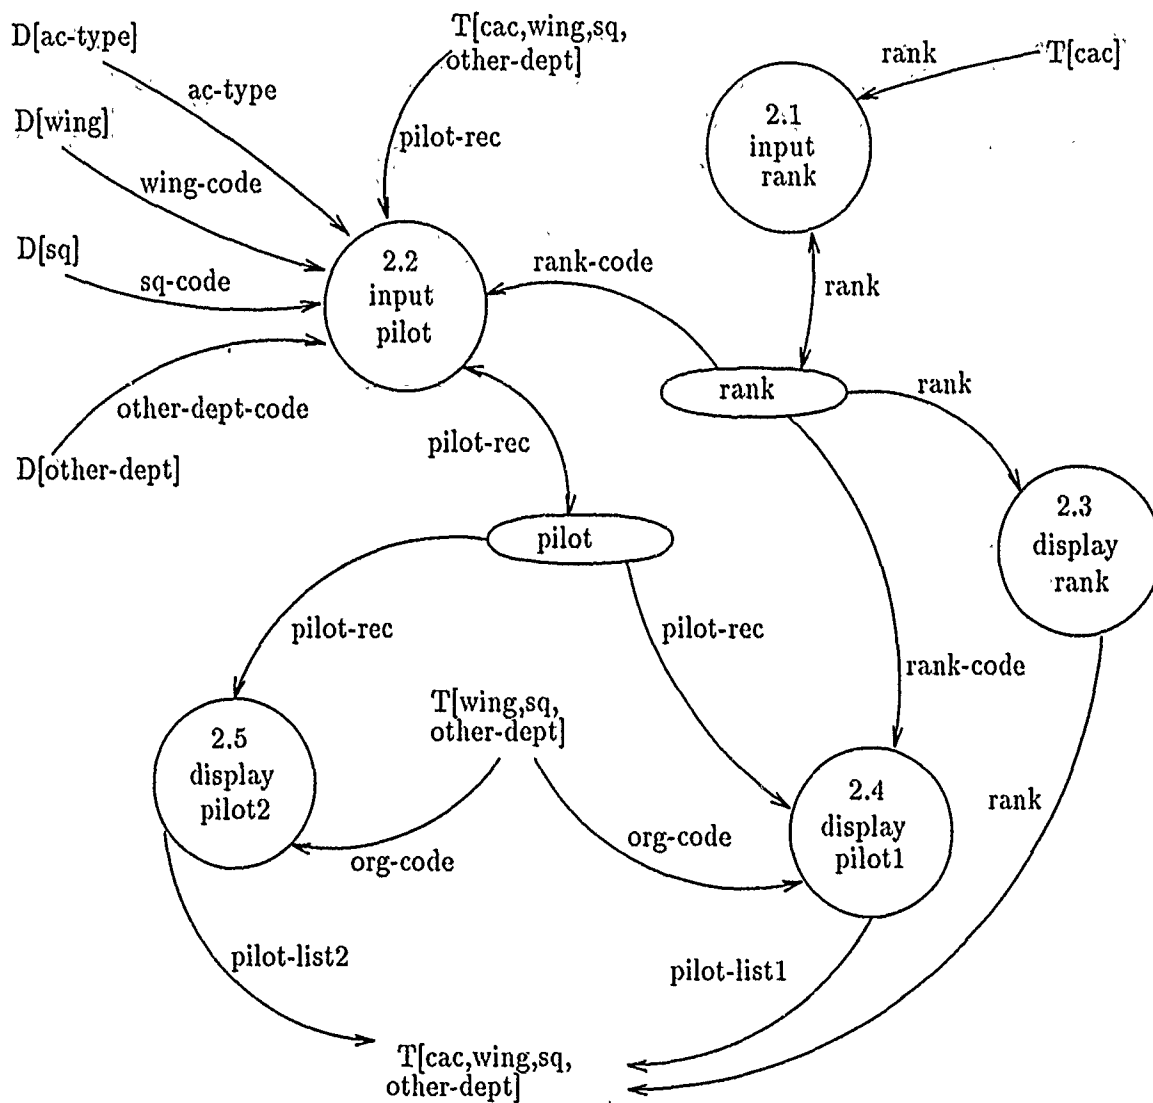 D[ac-type]
T[cac,wing,sq,
other-dept]
rank
T[cac]
ac-type
2.1
input
rank
D[wing]
pilot-rec
wing-code
D[sq]
sq-code
2.2
input
pilot
rank-code
rank
rank
rank
other-dept-code
pilot-rec
D[other-dept]
2.3
display
rank
pilot
pilot-rec
pilot-rec
rank-code
T[wing,sq,
other-dept]
2.5
display
pilot2
2.4
display
pilot1
rank
org-code
org-code
pilot-list2
pilot-list1
T[cac,wing,sq,
other-dept]